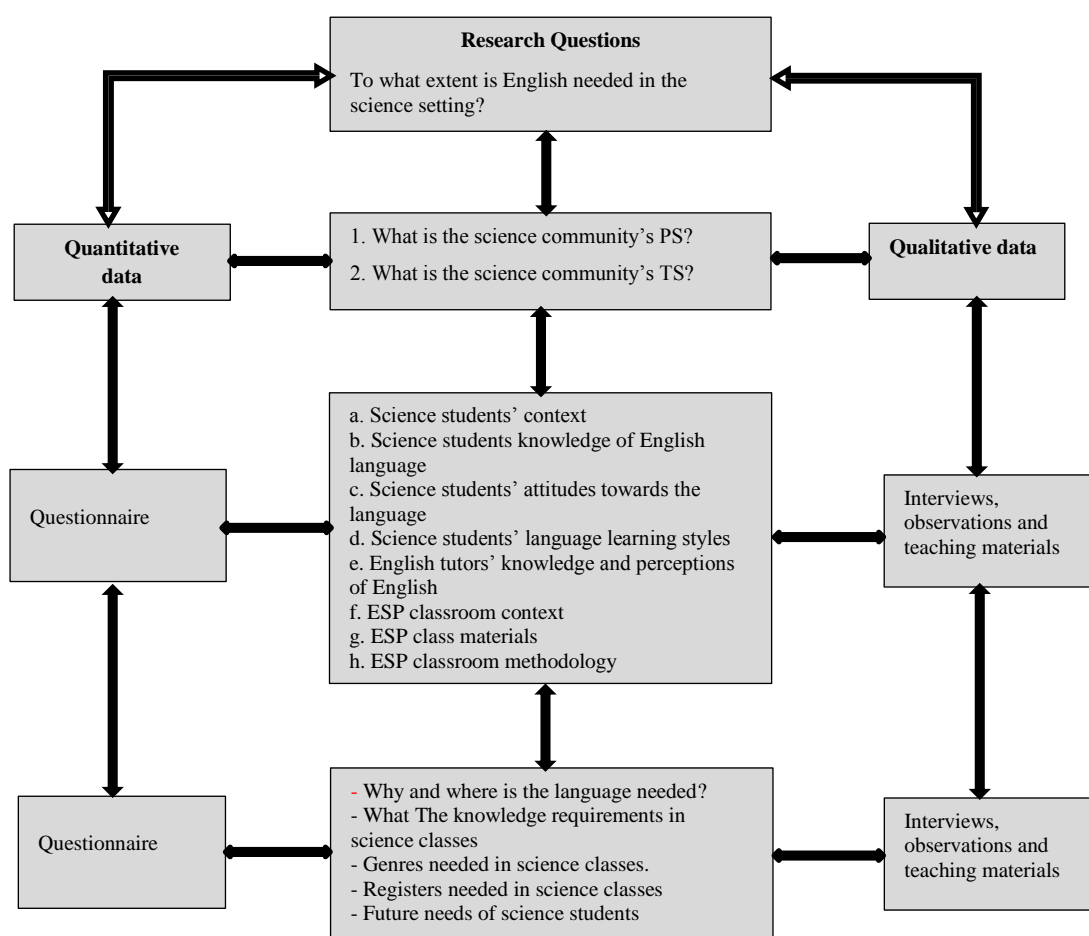 Research Questions
To what extent is English needed in the
science setting?
Quantitative
data
1. What is the science community’s PS?
2. What is the science community’s TS?
Qualitative data
Questionnaire
a. Science students’ context
b. Science students knowledge of English
language
c. Science students’ attitudes towards the
language
d. Science students’ language learning styles
e. English tutors’ knowledge and perceptions
of English
f. ESP classroom context
g. ESP class materials
h. ESP classroom methodology
Interviews,
observations and
teaching materials
Questionnaire
- Why and where is the language needed?
- What The knowledge requirements in
science classes
- Genres needed in science classes.
- Registers needed in science classes
- Future needs of science students
Interviews,
observations and
teaching materials